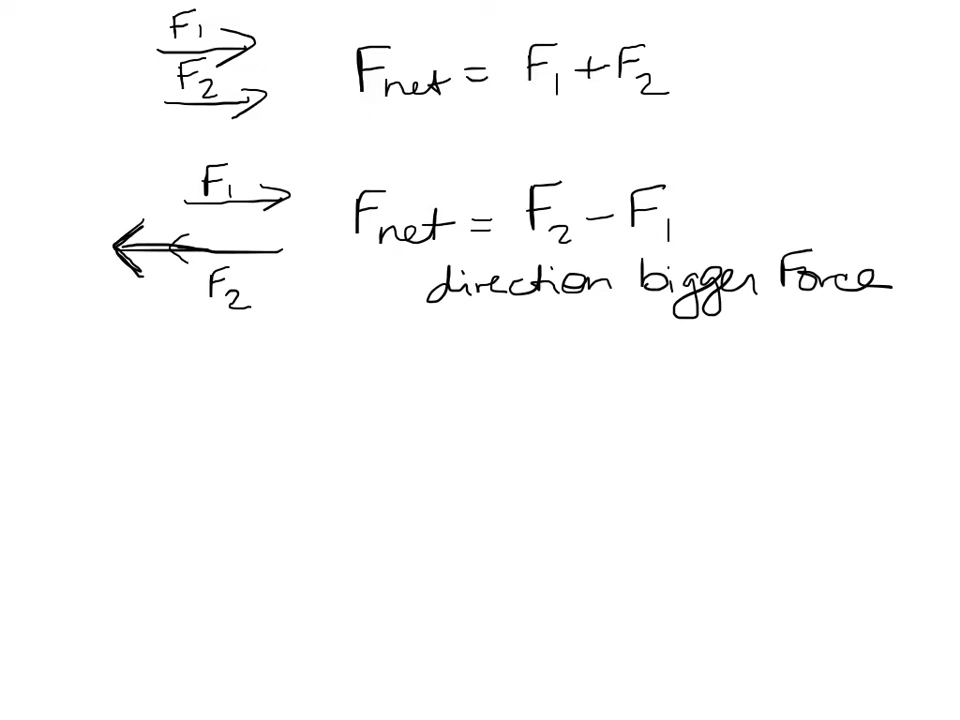 F1
F2
Fnet = F1 + F2
F1
Fnet = F2 - F1
F2
direction bigger Force